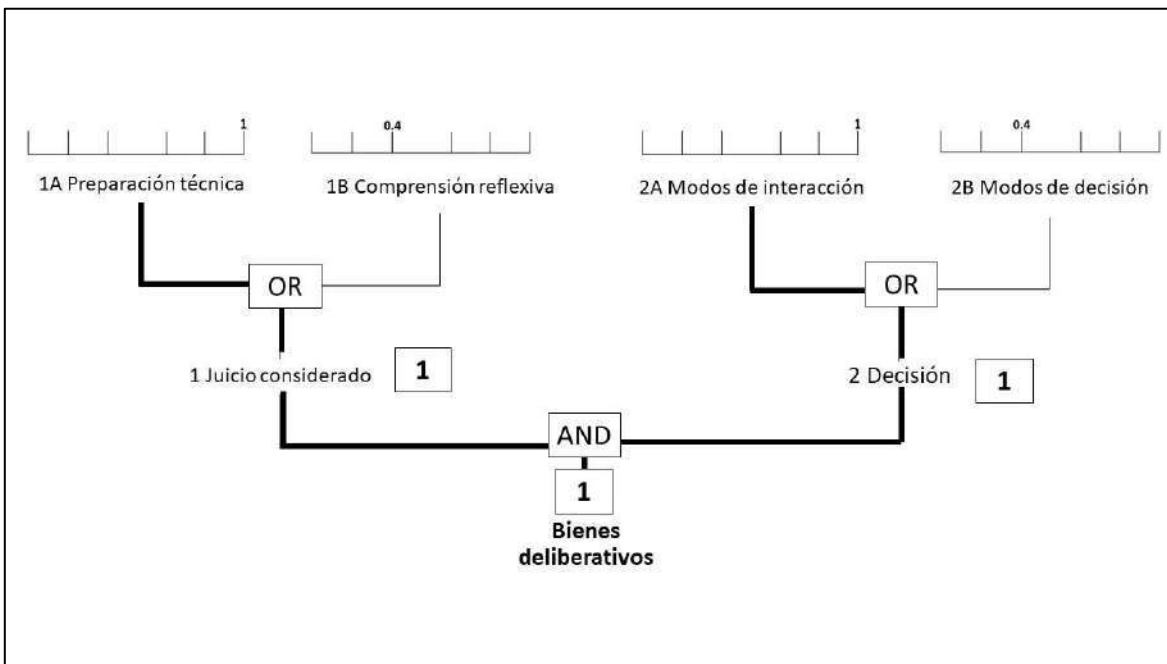 1
0.4
1
0.4
1A Preparación técnica
1B Comprensión reflexiva
2A Modos de interacción
2B Modos de decisión
OR
OR
1 Juicio considerado
1
2 Decisión
1
AND
1
Bienes
deliberativos